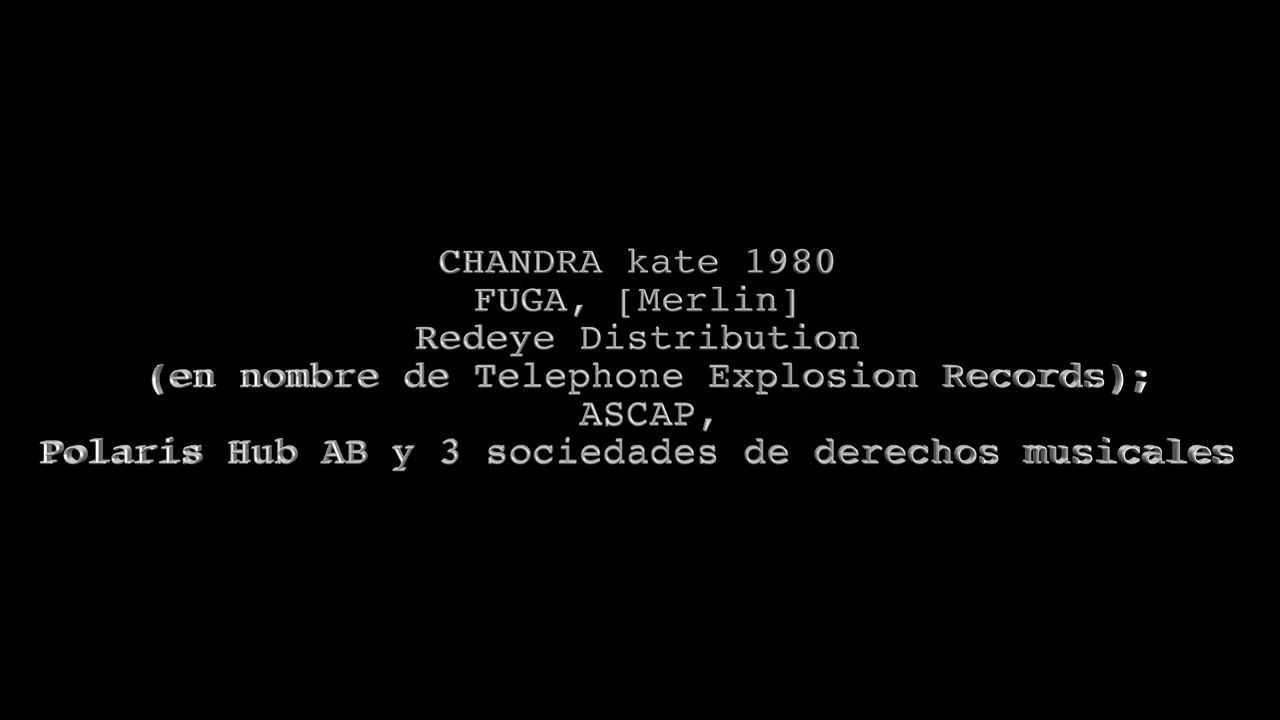 CHANDRA kate 1980
FUGA, [Merlin]
Redeye Distribution
(en nombre de Telephone Explosion Records);
ASCAP,
Polaris Hub AB y 3 sociedades de derechos musicales